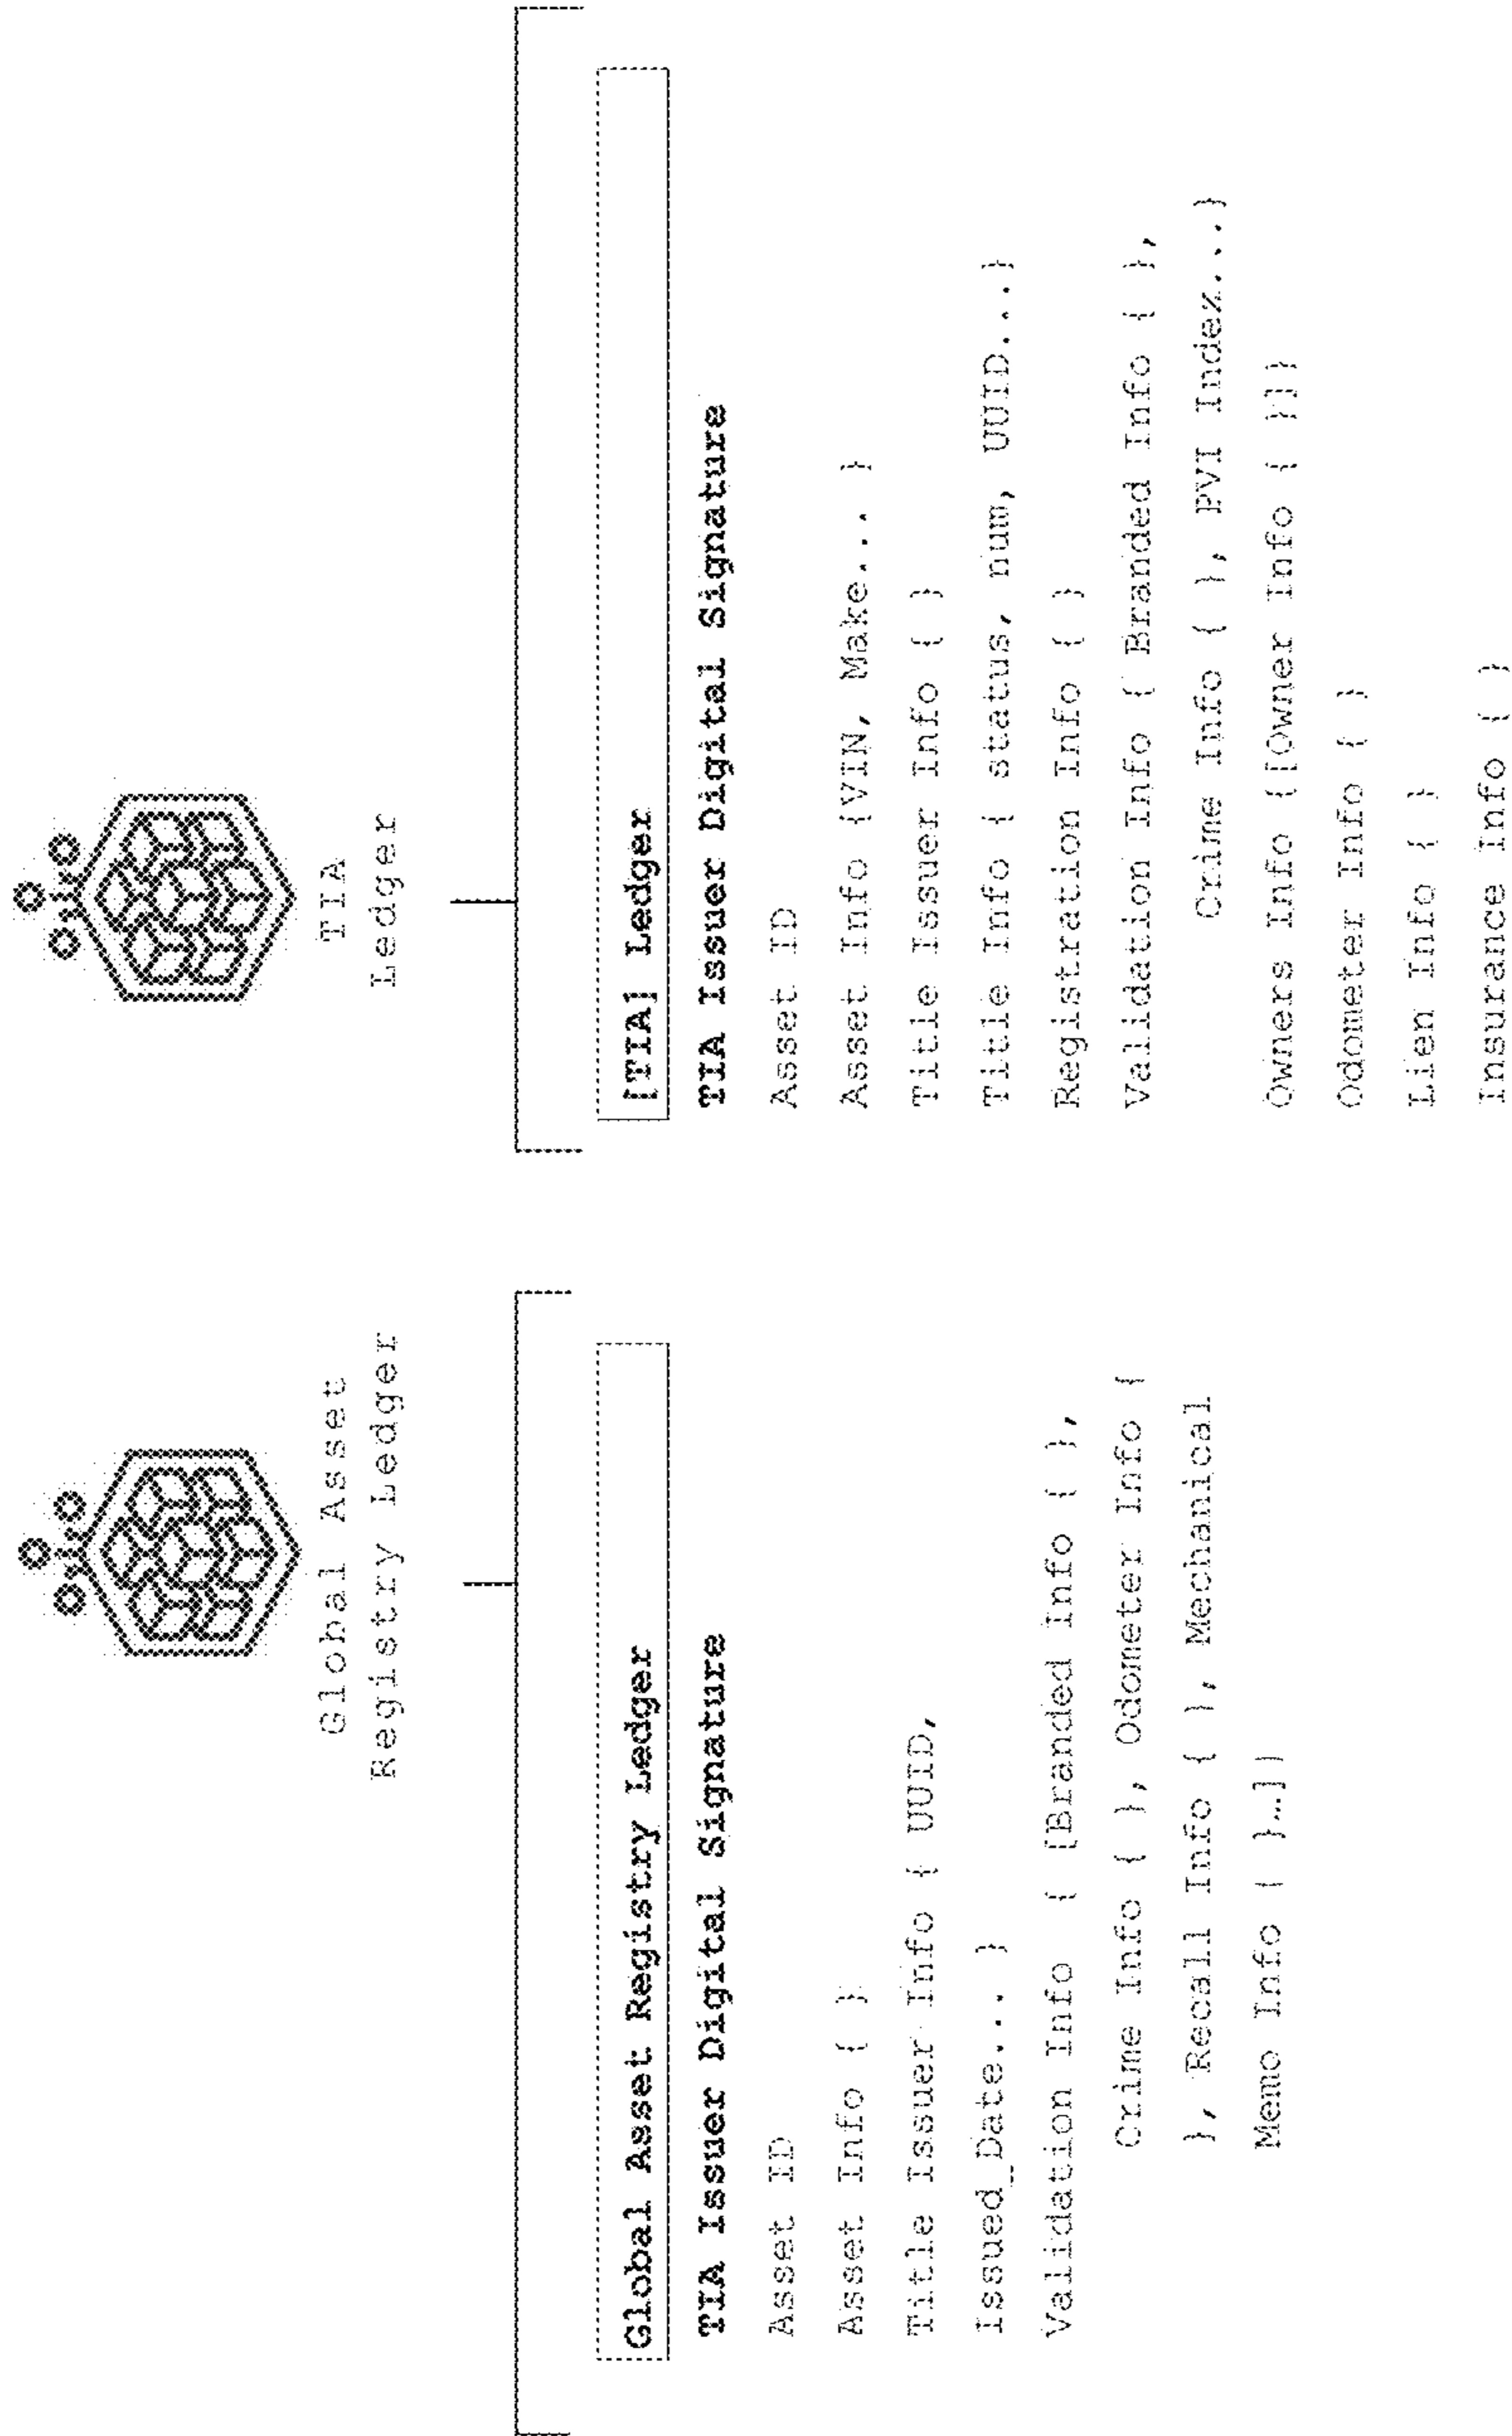 Global Asset
Registry Ledger
Global Asset Registry Ledger
TIA Issuer Digital Signature
Asset ID
Asset Info { }
Title Issuer Info { UUID,
Issued_Date... }
Validation Info { [Branded Info { },
Crime Info { }, Odometer Info {
}, Recall Info { }, Mechanical
Memo Info { }…]}
TIA
Ledger
[TIA] Ledger
TIA Issuer Digital Signature
Asset ID
Asset Info {VIN, Make... }
Title Issuer Info { }
Title Info { status, num, UUID...}
Registration Info { }
Validation Info { Branded Info { },
Crime Info { }, PVI Index...}
Owners Info {[Owner Info { }]}
Odometer Info { }
Lien Info { }
Insurance Info { }